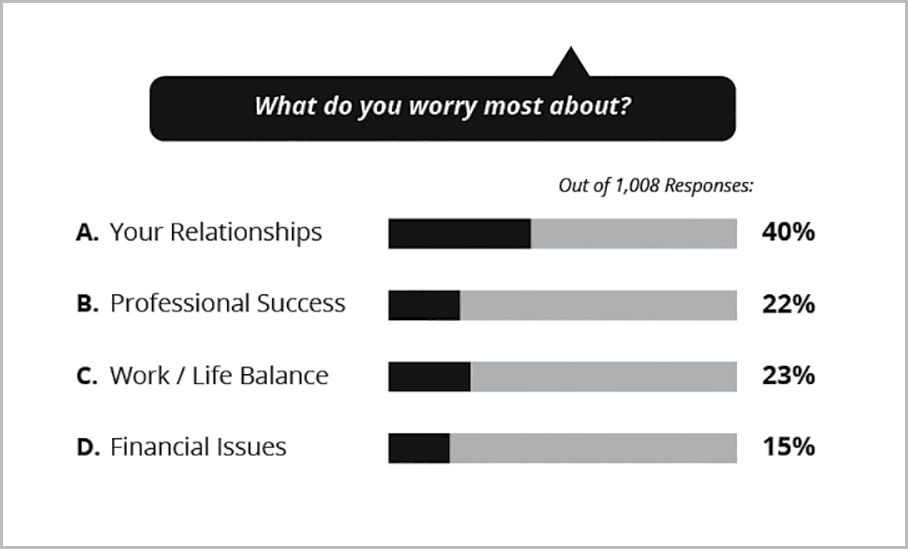 What do you worry most about?
Out of 1,008 Responses:
A. Your Relationships 40%
B. Professional Success 22%
C. Work / Life Balance 23%
D. Financial Issues 15%